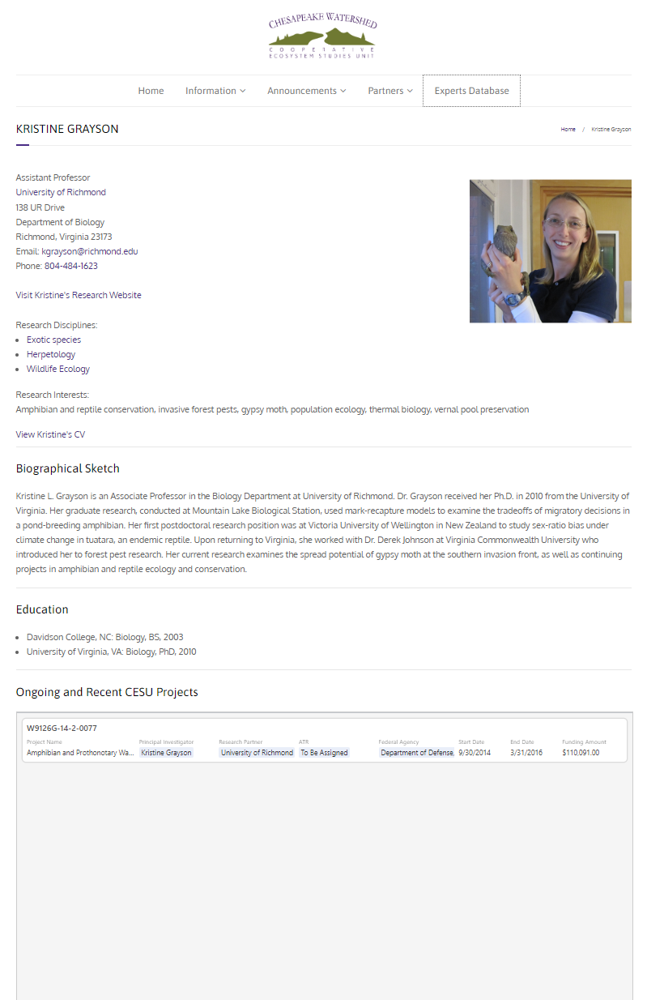 CHESAPEAKE WATERSHED
COOPERATIVE
ECOSYSTEM STUDIES UNIT
Home Information Announcements Partners Experts Database
KRISTINE GRAYSON
Home / Kristine Grayson
Assistant Professor
University of Richmond
138 UR Drive
Department of Biology
Richmond, Virginia 23173
Email: kgrayson@richmond.edu
Phone: 804-484-1623
Visit Kristine's Research Website
Research Disciplines:
• Exotic species
• Herpetology
• Wildlife Ecology
Research Interests:
Amphibian and reptile conservation, invasive forest pests, gypsy moth, population ecology, thermal biology, vernal pool preservation
View Kristine's CV
Biographical Sketch
Kristine L. Grayson is an Associate Professor in the Biology Department at University of Richmond. Dr. Grayson received her Ph.D. in 2010 from the University of
Virginia. Her graduate research, conducted at Mountain Lake Biological Station, used mark-recapture models to examine the tradeoffs of migratory decisions in
a pond-breeding amphibian. Her first postdoctoral research position was at Victoria University of Wellington in New Zealand to study sex-ratio bias under
climate change in tuatara, an endemic reptile. Upon returning to Virginia, she worked with Dr. Derek Johnson at Virginia Commonwealth University who
introduced her to forest pest research. Her current research examines the spread potential of gypsy moth at the southern invasion front, as well as continuing
projects in amphibian and reptile ecology and conservation.
Education
• Davidson College, NC: Biology, BS, 2003
• University of Virginia, VA: Biology, PhD, 2010
Ongoing and Recent CESU Projects
W9126G-14-2-0077
Project Name Principal Investigator Research Partner ATR Federal Agency Start Date End Date Funding Amount
Amphibian and Prothonotary Wa... Kristine Grayson University of Richmond To Be Assigned Department of Defense, 9/30/2014 3/31/2016 $110,091.00